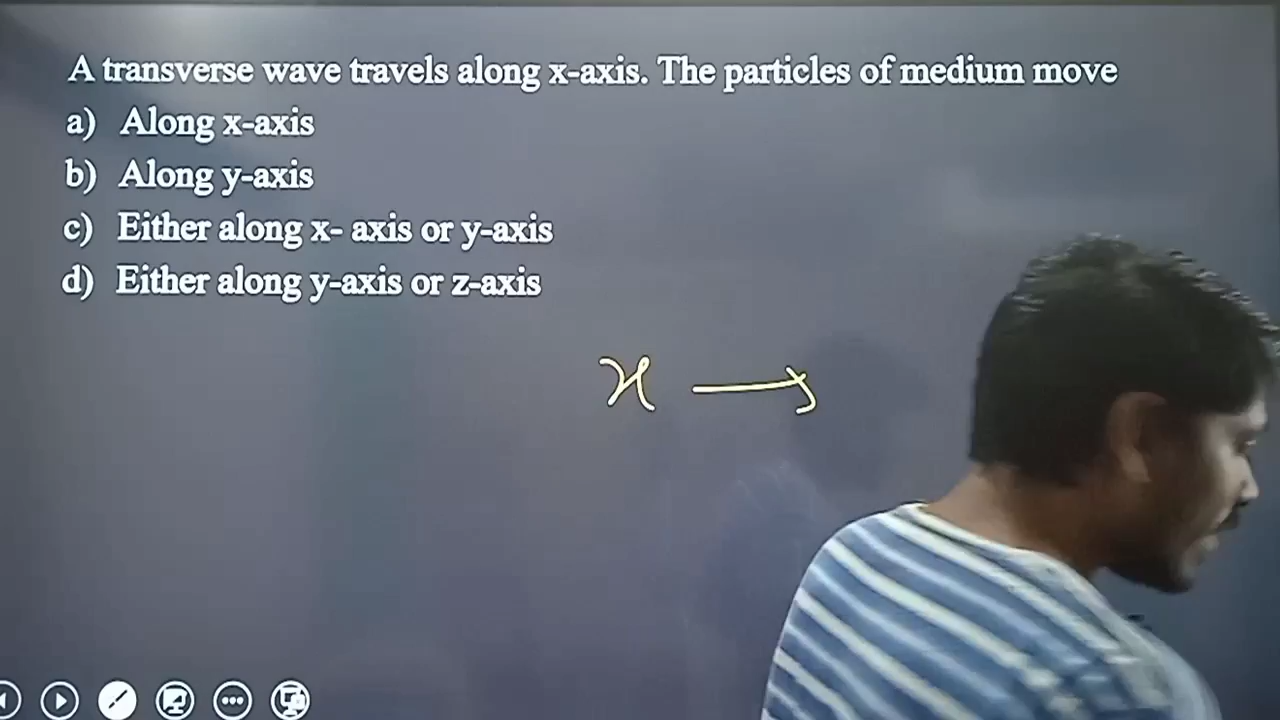 A transverse wave travels along x-axis. The particles of medium move
a) Along x-axis
b) Along y-axis
c) Either along x- axis or y-axis
d) Either along y-axis or z-axis
x →